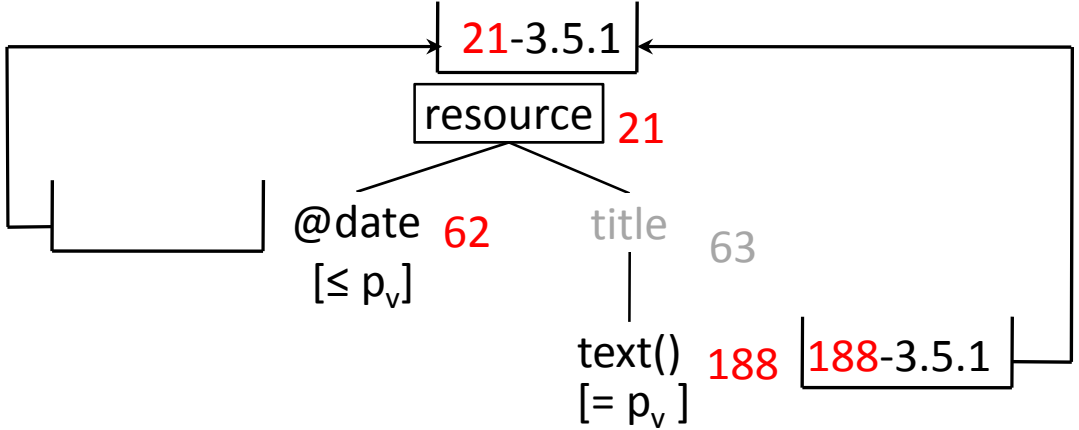 21-3.5.1
resource 21
@date 62 title 63
[≤ pv]
text() 188 188-3.5.1
[= pv ]